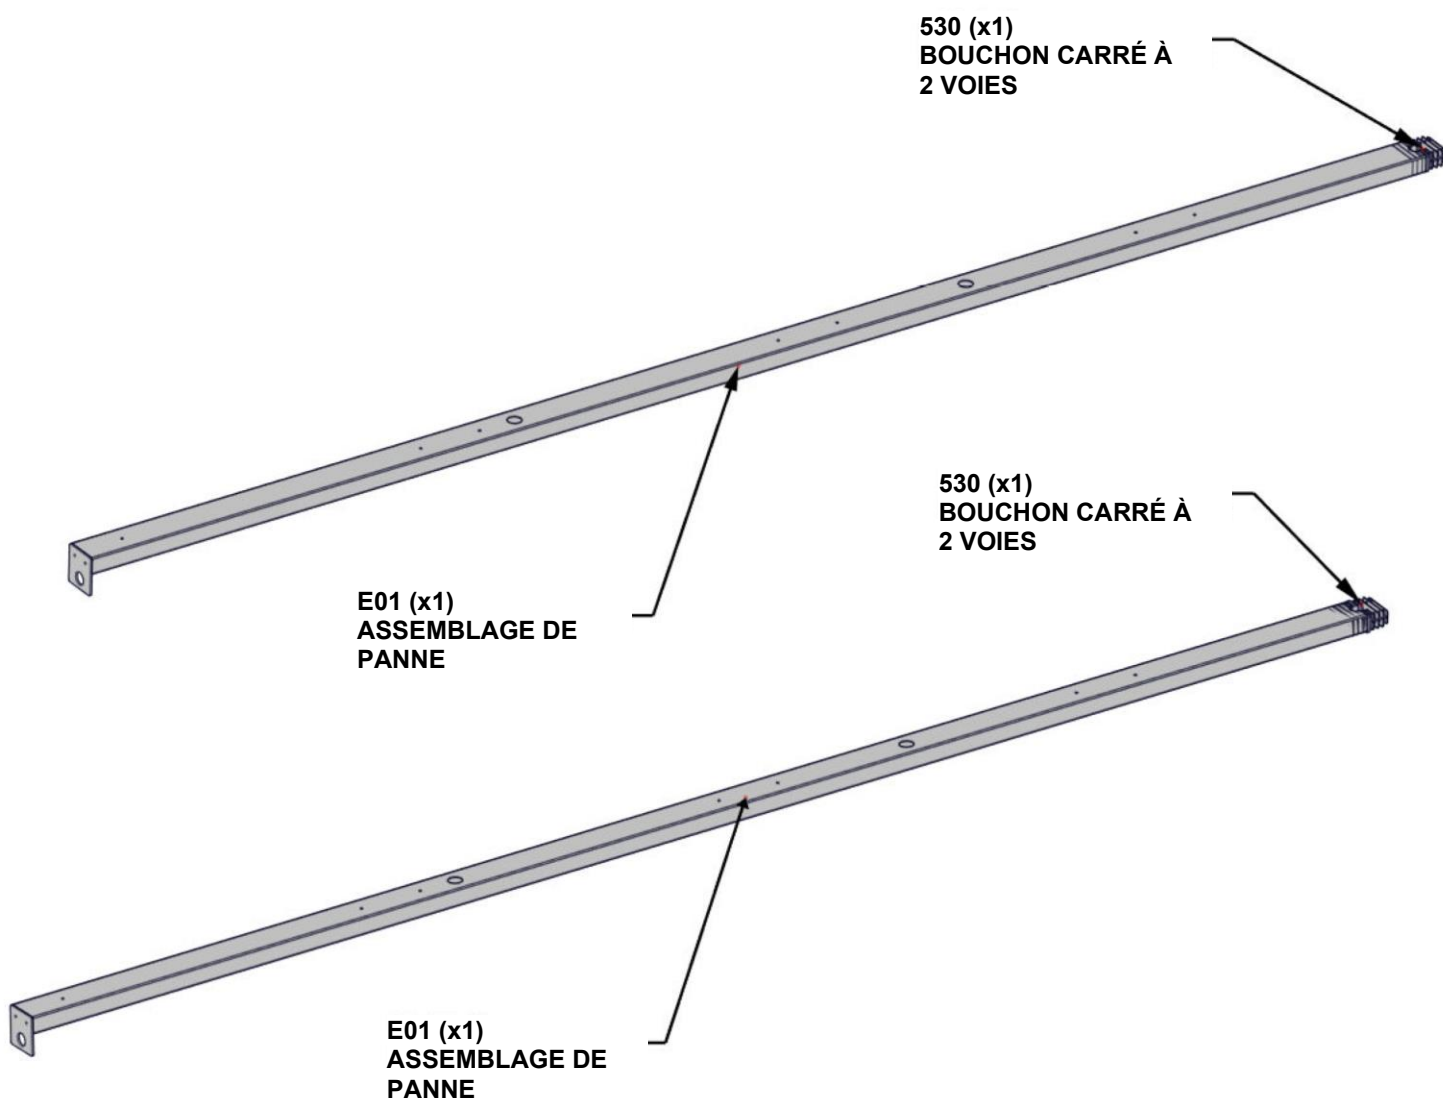 530 (x1)
BOUCHON CARRÉ À
2 VOIES
E01 (x1)
ASSEMBLAGE DE
PANNE
530 (x1)
BOUCHON CARRÉ À
2 VOIES
E01 (x1)
ASSEMBLAGE DE
PANNE